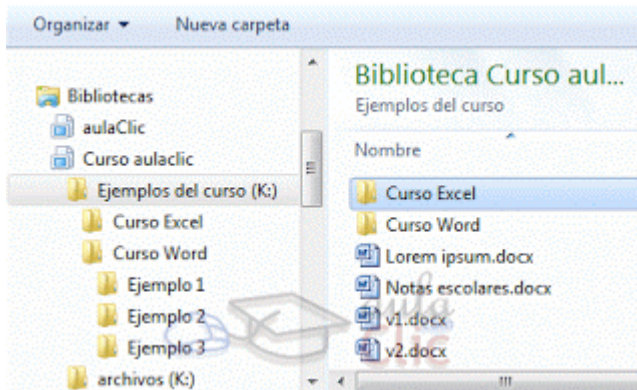 Organizar Nueva carpeta
Bibliotecas
aulaClic
Curso aulaclic
Ejemplos del curso (K:)
Curso Excel
Curso Word
Ejemplo 1
Ejemplo 2
Ejemplo 3
archivos (K:)
Biblioteca Curso aul...
Ejemplos del curso
Nombre
Curso Excel
Curso Word
Lorem ipsum.docx
Notas escolares.docx
v1.docx
v2.docx
aula
Clic